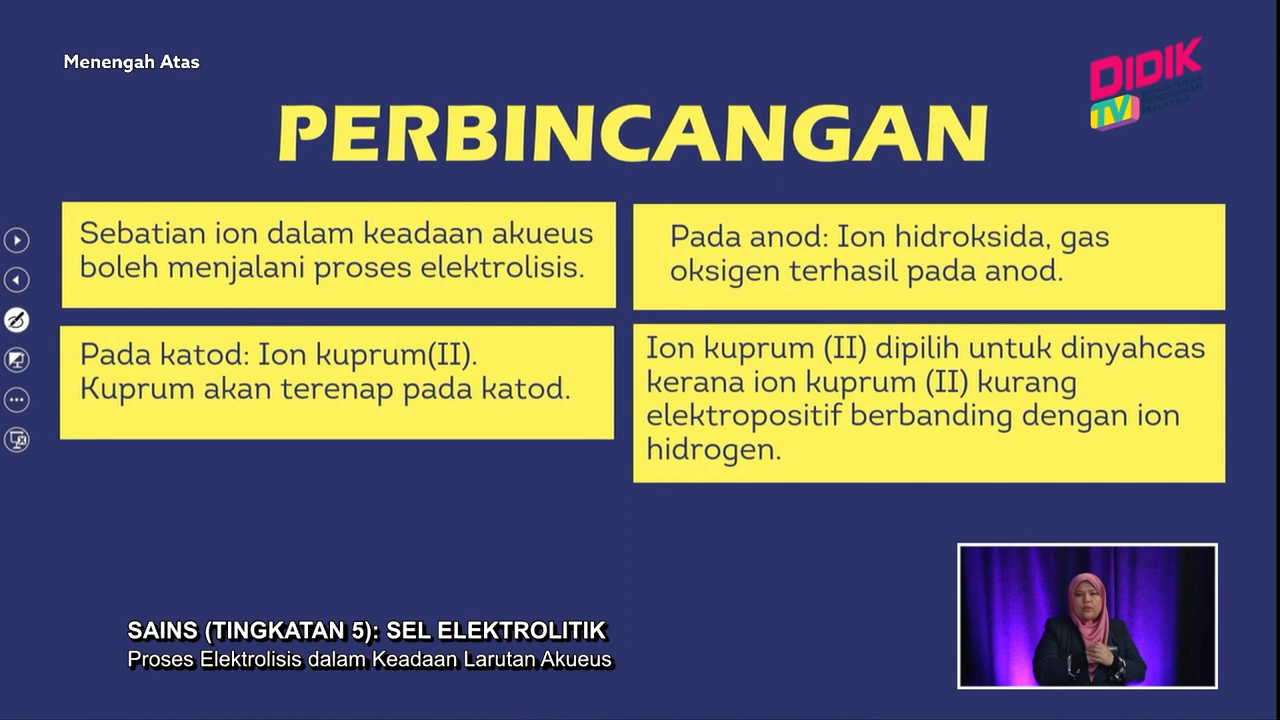 Menengah Atas
DIDIK
TV
KEMENTERIAN
PENDIDIKAN
MALAYSIA
PERBINCANGAN
Sebatian ion dalam keadaan akueus
boleh menjalani proses elektrolisis.
Pada anod: Ion hidroksida, gas
oksigen terhasil pada anod.
Pada katod: Ion kuprum(II).
Kuprum akan terenap pada katod.
Ion kuprum (II) dipilih untuk dinyahcas
kerana ion kuprum (II) kurang
elektropositif berbanding dengan ion
hidrogen.
SAINS (TINGKATAN 5): SEL ELEKTROLITIK
Proses Elektrolisis dalam Keadaan Larutan Akueus